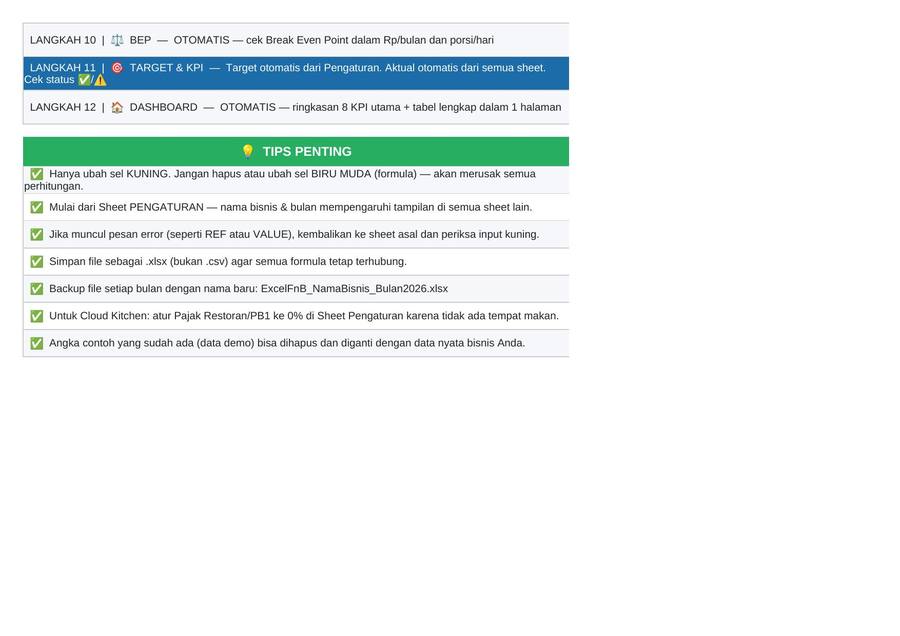 LANGKAH 10 | ⚖️ BEP — OTOMATIS — cek Break Even Point dalam Rp/bulan dan porsi/hari
LANGKAH 11 | 🎯 TARGET & KPI — Target otomatis dari Pengaturan. Aktual otomatis dari semua sheet.
Cek status ✅/⚠️
LANGKAH 12 | 🏠 DASHBOARD — OTOMATIS — ringkasan 8 KPI utama + tabel lengkap dalam 1 halaman
💡 TIPS PENTING
✅ Hanya ubah sel KUNING. Jangan hapus atau ubah sel BIRU MUDA (formula) — akan merusak semua
perhitungan.
✅ Mulai dari Sheet PENGATURAN — nama bisnis & bulan mempengaruhi tampilan di semua sheet lain.
✅ Jika muncul pesan error (seperti REF atau VALUE), kembalikan ke sheet asal dan periksa input kuning.
✅ Simpan file sebagai .xlsx (bukan .csv) agar semua formula tetap terhubung.
✅ Backup file setiap bulan dengan nama baru: ExcelFnB_NamaBisnis_Bulan2026.xlsx
✅ Untuk Cloud Kitchen: atur Pajak Restoran/PB1 ke 0% di Sheet Pengaturan karena tidak ada tempat makan.
✅ Angka contoh yang sudah ada (data demo) bisa dihapus dan diganti dengan data nyata bisnis Anda.